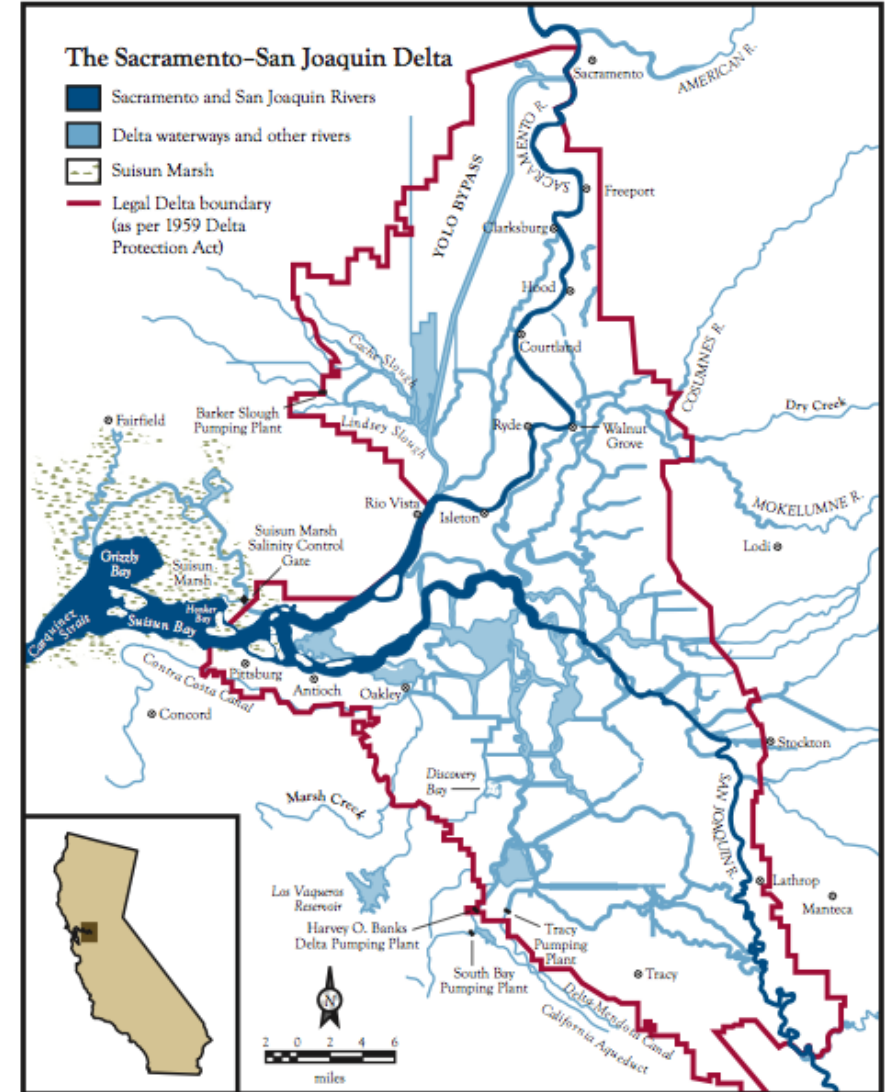 The Sacramento–San Joaquin Delta
Sacramento and San Joaquin Rivers
Delta waterways and other rivers
Suisun Marsh
Legal Delta boundary
(as per 1959 Delta
Protection Act)
Sacramento
AMERICAN R.
SACRAMENTO R.
YOLO BYPASS
Freeport
Clarksburg
Hood
Courtland
COSUMNES R.
Cache Slough
Barker Slough
Pumping Plant
Lindsey Slough
Dry Creek
Fairfield
Ryde
Walnut
Grove
MOKELUMNE R.
Rio Vista
Isleton
Lodi
Suisun Marsh
Salinity Control
Gate
Grizzly
Bay
Suisun
Marsh
Honker
Bay
Suisun Bay
Carquinez
Strait
Contra Costa Canal
Pittsburg
Antioch
Oakley
Concord
Stockton
Discovery
Bay
Marsh Creek
SAN JOAQUIN R.
Los Vaqueros
Reservoir
Lathrop
Manteca
Harvey O. Banks
Delta Pumping Plant
Tracy
Pumping
Plant
South Bay
Pumping Plant
Tracy
Delta Mendota Canal
California Aqueduct
N
2 0 2 4 6
miles